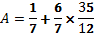 A = 1/7 + 6/7 × 35/12